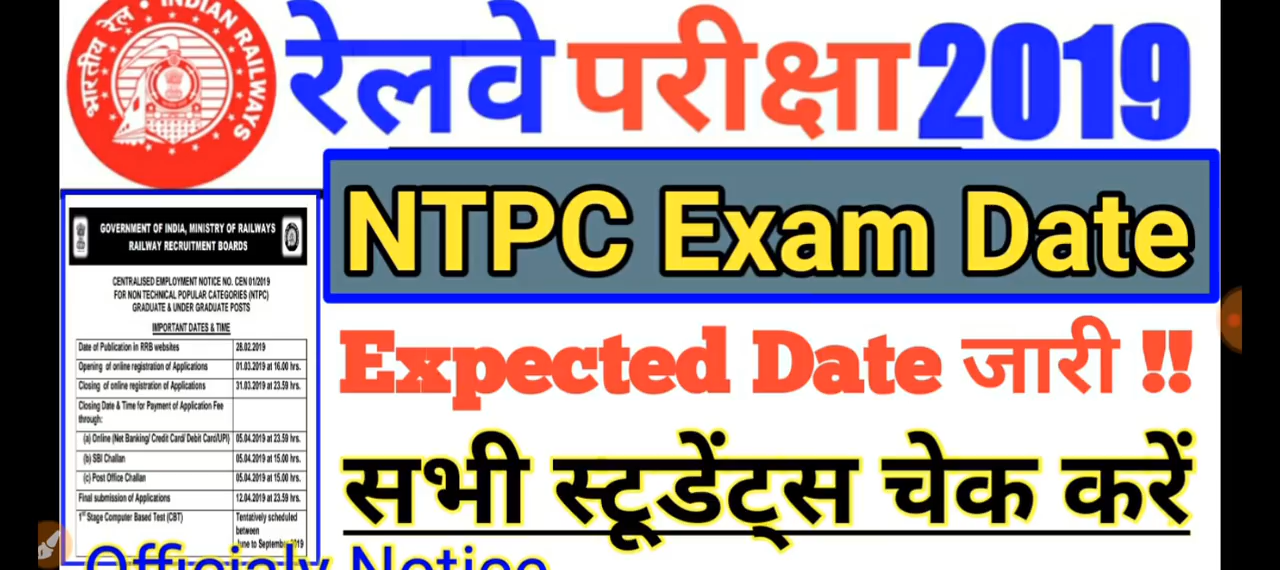 INDIAN RAILWAYS
भारतीय रेल
रेलवे परीक्षा 2019
NTPC Exam Date
GOVERNMENT OF INDIA, MINISTRY OF RAILWAYS
RAILWAY RECRUITMENT BOARDS
CENTRALISED EMPLOYMENT NOTICE NO. CEN 01/2019
FOR NON TECHNICAL POPULAR CATEGORIES (NTPC)
GRADUATE & UNDER GRADUATE POSTS
IMPORTANT DATES & TIME
Date of Publication in RRB websites 28.02.2019
Opening of online registration of Applications 01.03.2019 at 16.00 hrs.
Closing of online registration of Applications 31.03.2019 at 23.59 hrs.
Closing Date & Time for Payment of Application Fee
through:
(a) Online (Net Banking/ Credit Card/ Debit Card/UPI) 05.04.2019 at 23.59 hrs.
(b) SBI Challan 05.04.2019 at 15.00 hrs.
(c) Post Office Challan 05.04.2019 at 15.00 hrs.
Final submission of Applications 12.04.2019 at 23.59 hrs.
1st Stage Computer Based Test (CBT) Tentatively scheduled
between
June to September 2019
Expected Date जारी !!
सभी स्टूडेंट्स चेक करें
Officialy Notice